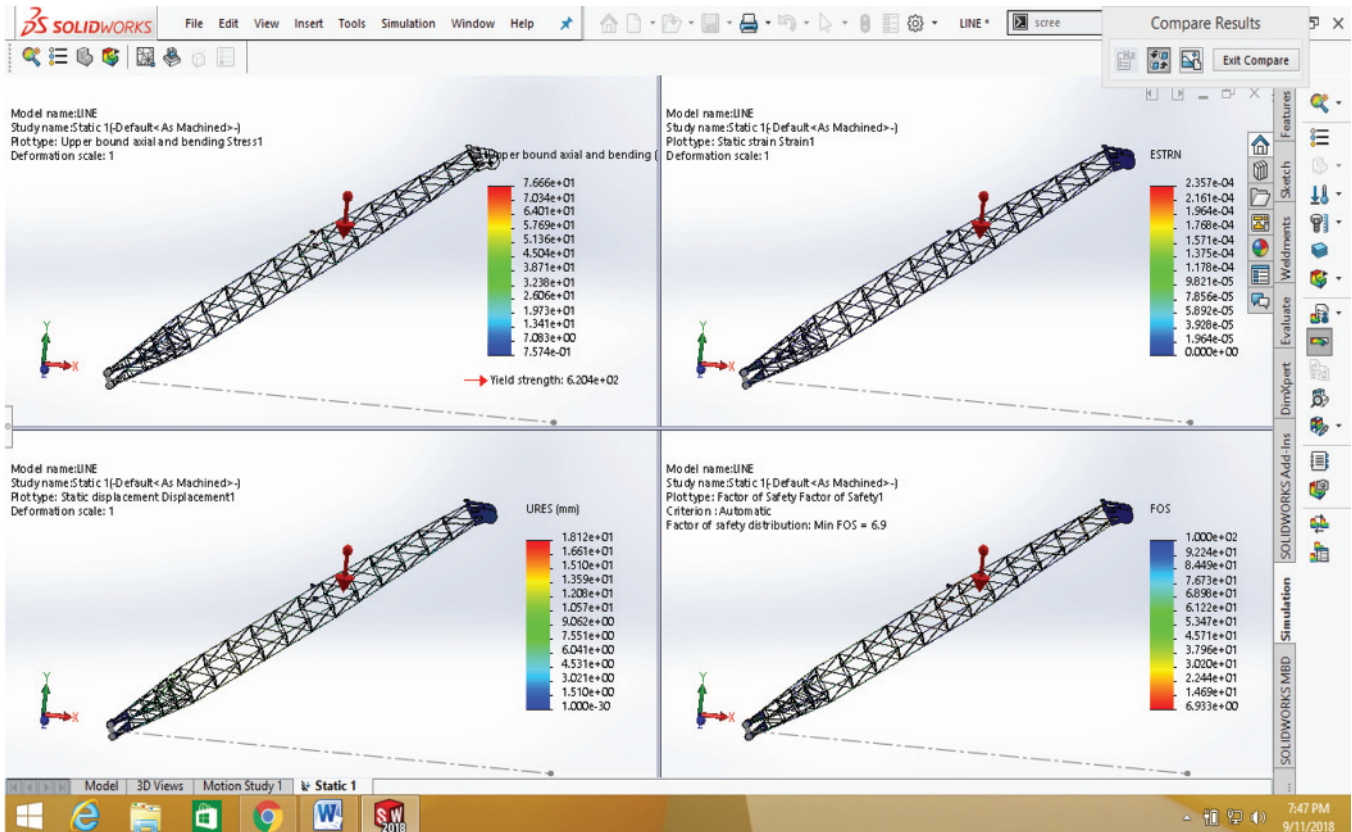 SOLIDWORKS File Edit View Insert Tools Simulation Window Help LINE * scree
Compare Results
Exit Compare
Model name:LINE
Study name:Static 1(-Default<As Machined>-)
Plot type: Upper bound axial and bending Stress1
Deformation scale: 1
per bound axial and bending (
7.666e+01
7.034e+01
6.401e+01
5.769e+01
5.136e+01
4.504e+01
3.871e+01
3.238e+01
2.606e+01
1.973e+01
1.341e+01
7.083e+00
7.574e-01
Yield strength: 6.204e+02
Y
X
Model name:LINE
Study name:Static 1(-Default<As Machined>-)
Plot type: Static strain Strain1
Deformation scale: 1
ESTRN
2.357e-04
2.161e-04
1.964e-04
1.768e-04
1.571e-04
1.375e-04
1.178e-04
9.821e-05
7.856e-05
5.892e-05
3.928e-05
1.964e-05
0.000e+00
Y
X
Model name:LINE
Study name:Static 1(-Default<As Machined>-)
Plot type: Static displacement Displacement1
Deformation scale: 1
URES (mm)
1.812e+01
1.661e+01
1.510e+01
1.359e+01
1.208e+01
1.057e+01
9.062e+00
7.551e+00
6.041e+00
4.531e+00
3.021e+00
1.510e+00
1.000e-30
Y
X
Model name:LINE
Study name:Static 1(-Default<As Machined>-)
Plot type: Factor of Safety Factor of Safety1
Criterion : Automatic
Factor of safety distribution: Min FOS = 6.9
FOS
1.000e+02
9.224e+01
8.449e+01
7.673e+01
6.898e+01
6.122e+01
5.347e+01
4.571e+01
3.796e+01
3.020e+01
2.244e+01
1.469e+01
6.933e+00
Y
X
Features
Sketch
Weldments
Evaluate
DimXpert
SOLIDWORKS Add-Ins
Simulation
SOLIDWORKS MBD
...
Model 3D Views Motion Study 1 Static 1
W
SW
2018
7:47 PM
9/11/2018